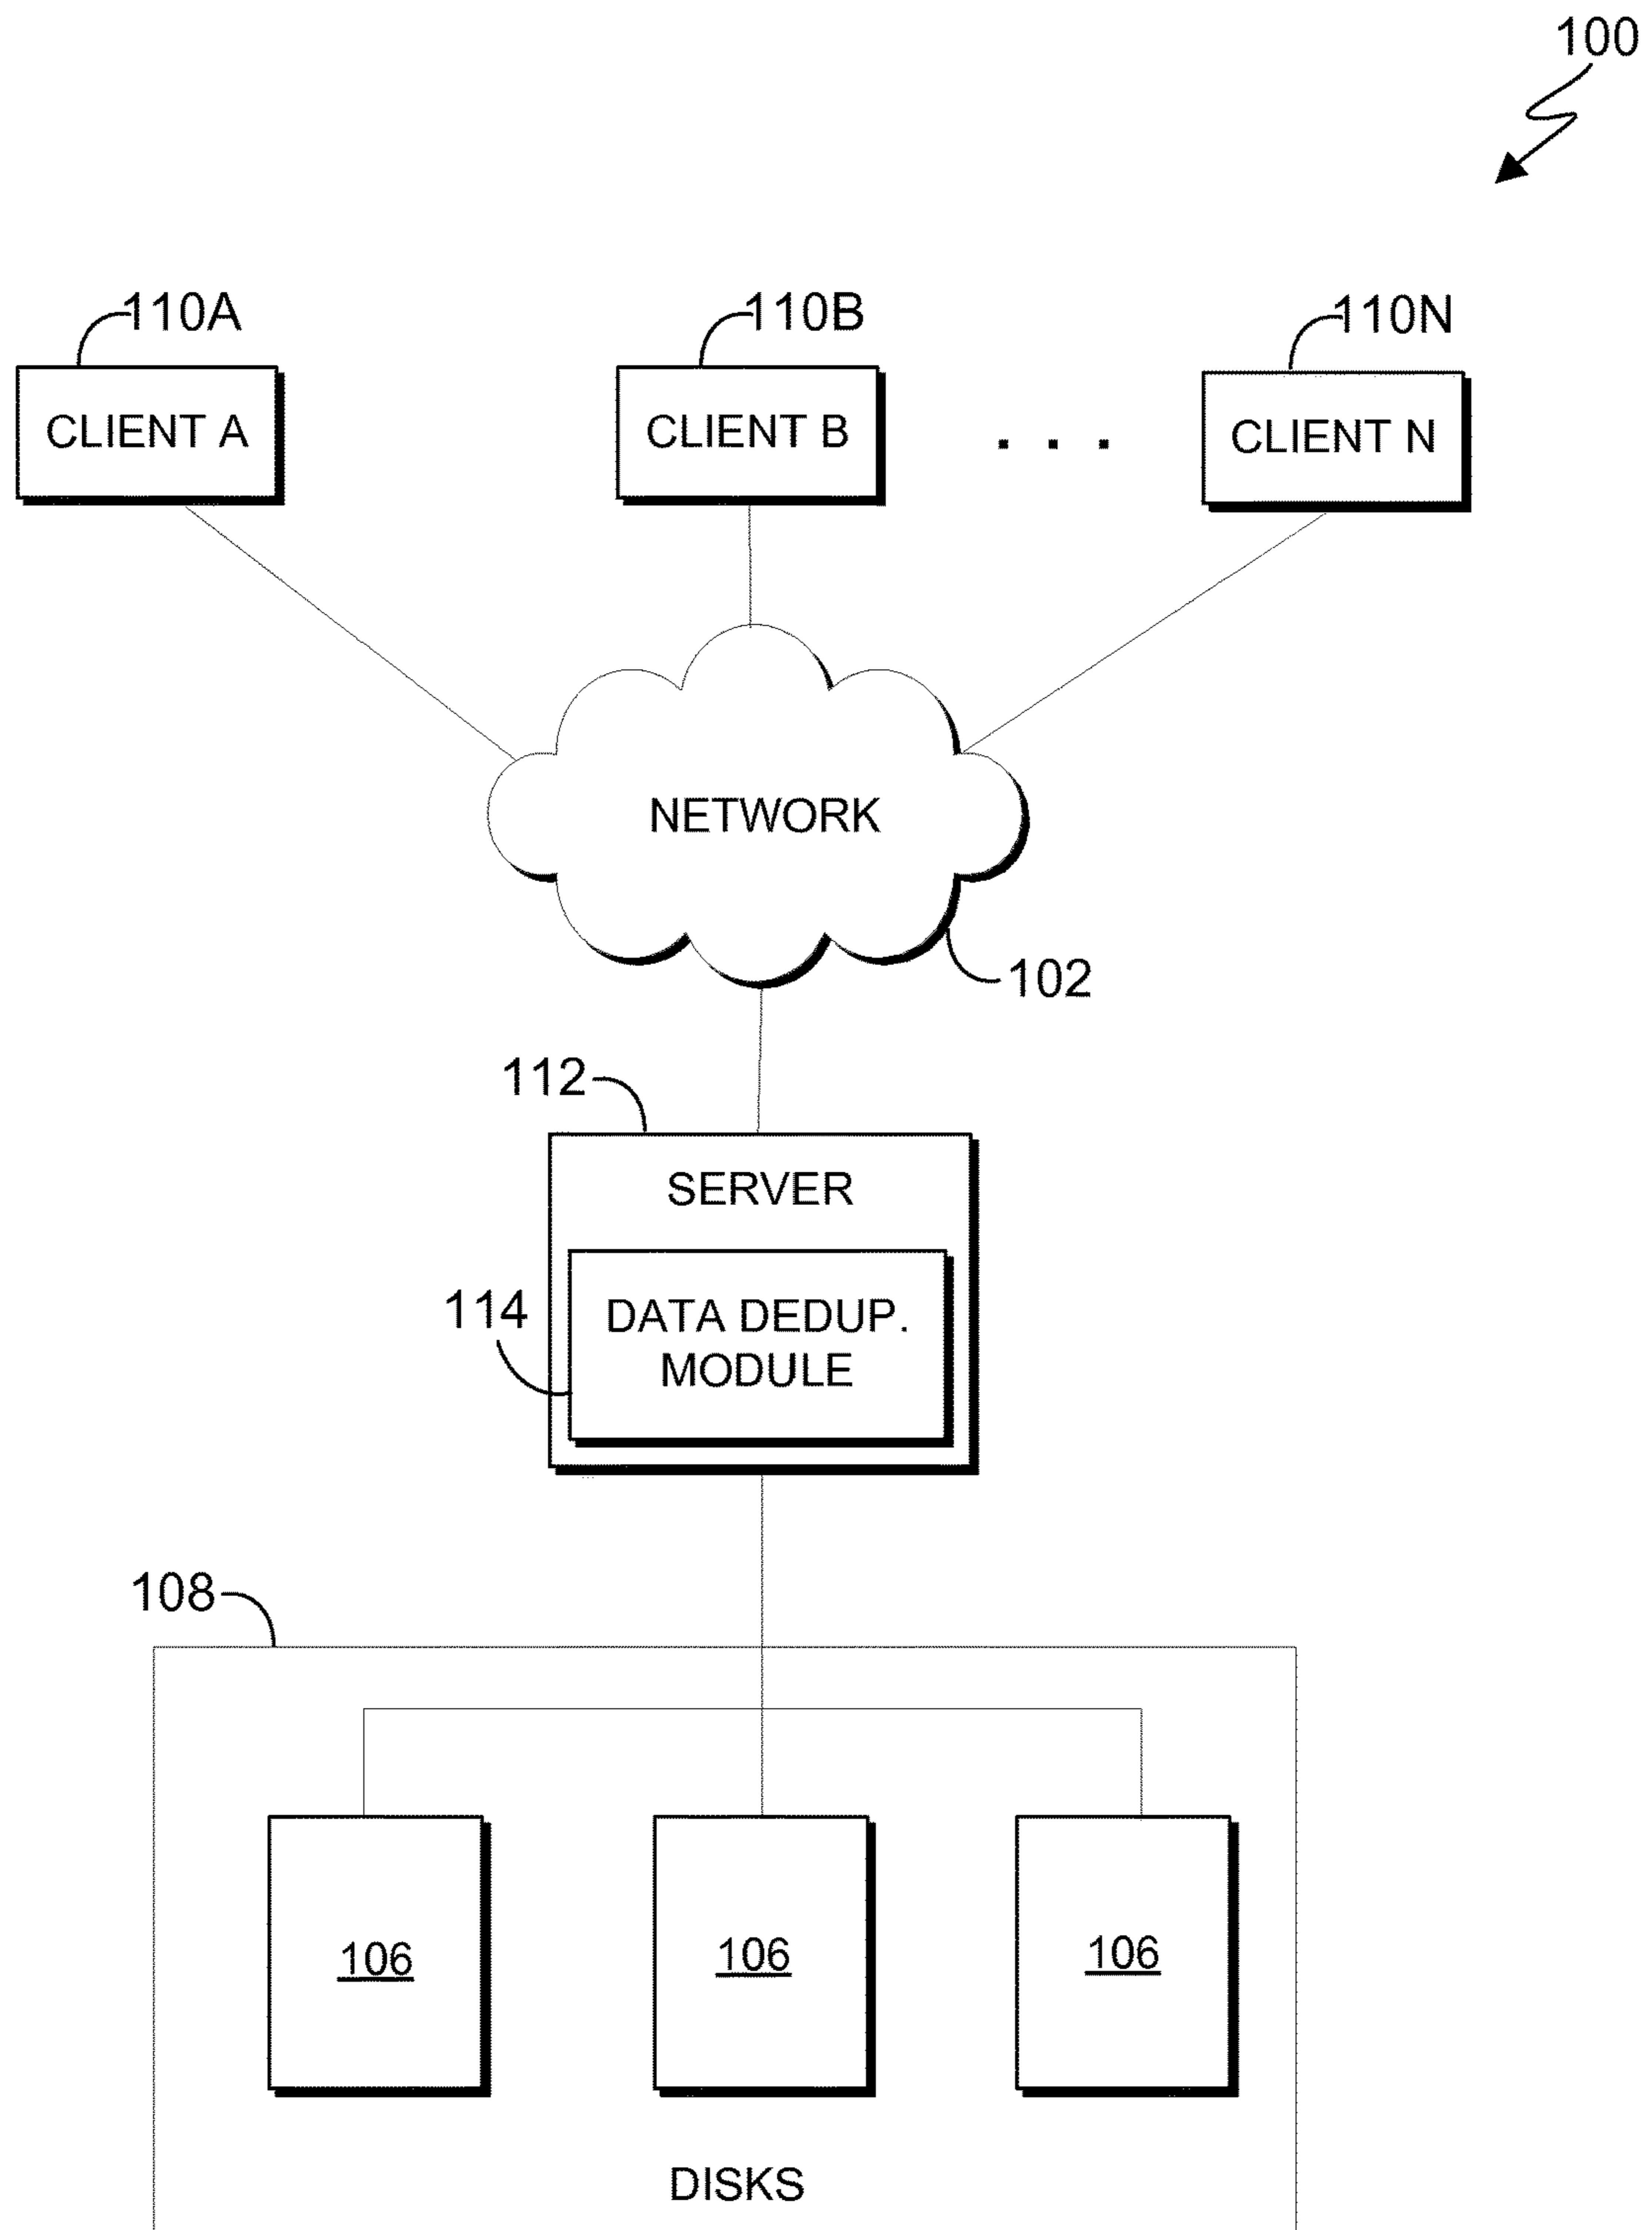 100
110A
110B
110N
CLIENT A
CLIENT B
. . .
CLIENT N
NETWORK
102
112
SERVER
114
DATA DEDUP.
MODULE
108
106
106
106
DISKS